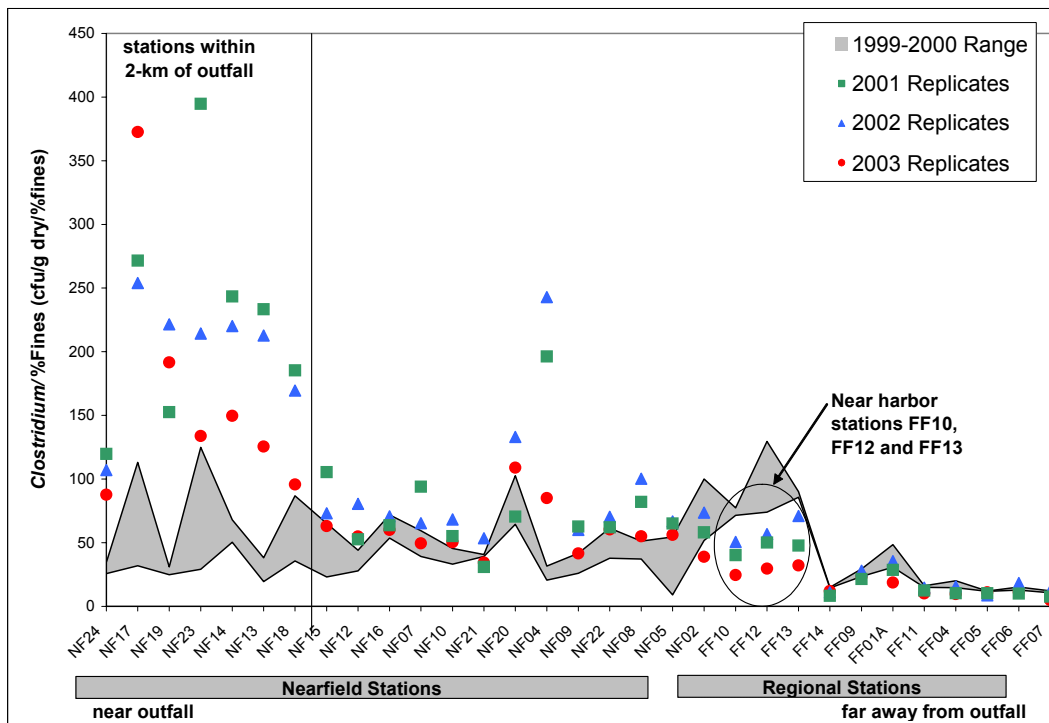 450
400
350
300
250
200
150
100
50
0
Clostridium/%Fines (cfu/g dry/%fines)
stations within
2-km of outfall
1999-2000 Range
2001 Replicates
2002 Replicates
2003 Replicates
Near harbor
stations FF10,
FF12 and FF13
NF24
NF17
NF19
NF23
NF14
NF13
NF18
NF15
NF12
NF16
NF07
NF10
NF21
NF20
NF04
NF09
NF22
NF08
NF05
NF02
FF10
FF12
FF13
FF14
FF09
FF01A
FF11
FF04
FF05
FF06
FF07
Nearfield Stations
Regional Stations
near outfall
far away from outfall